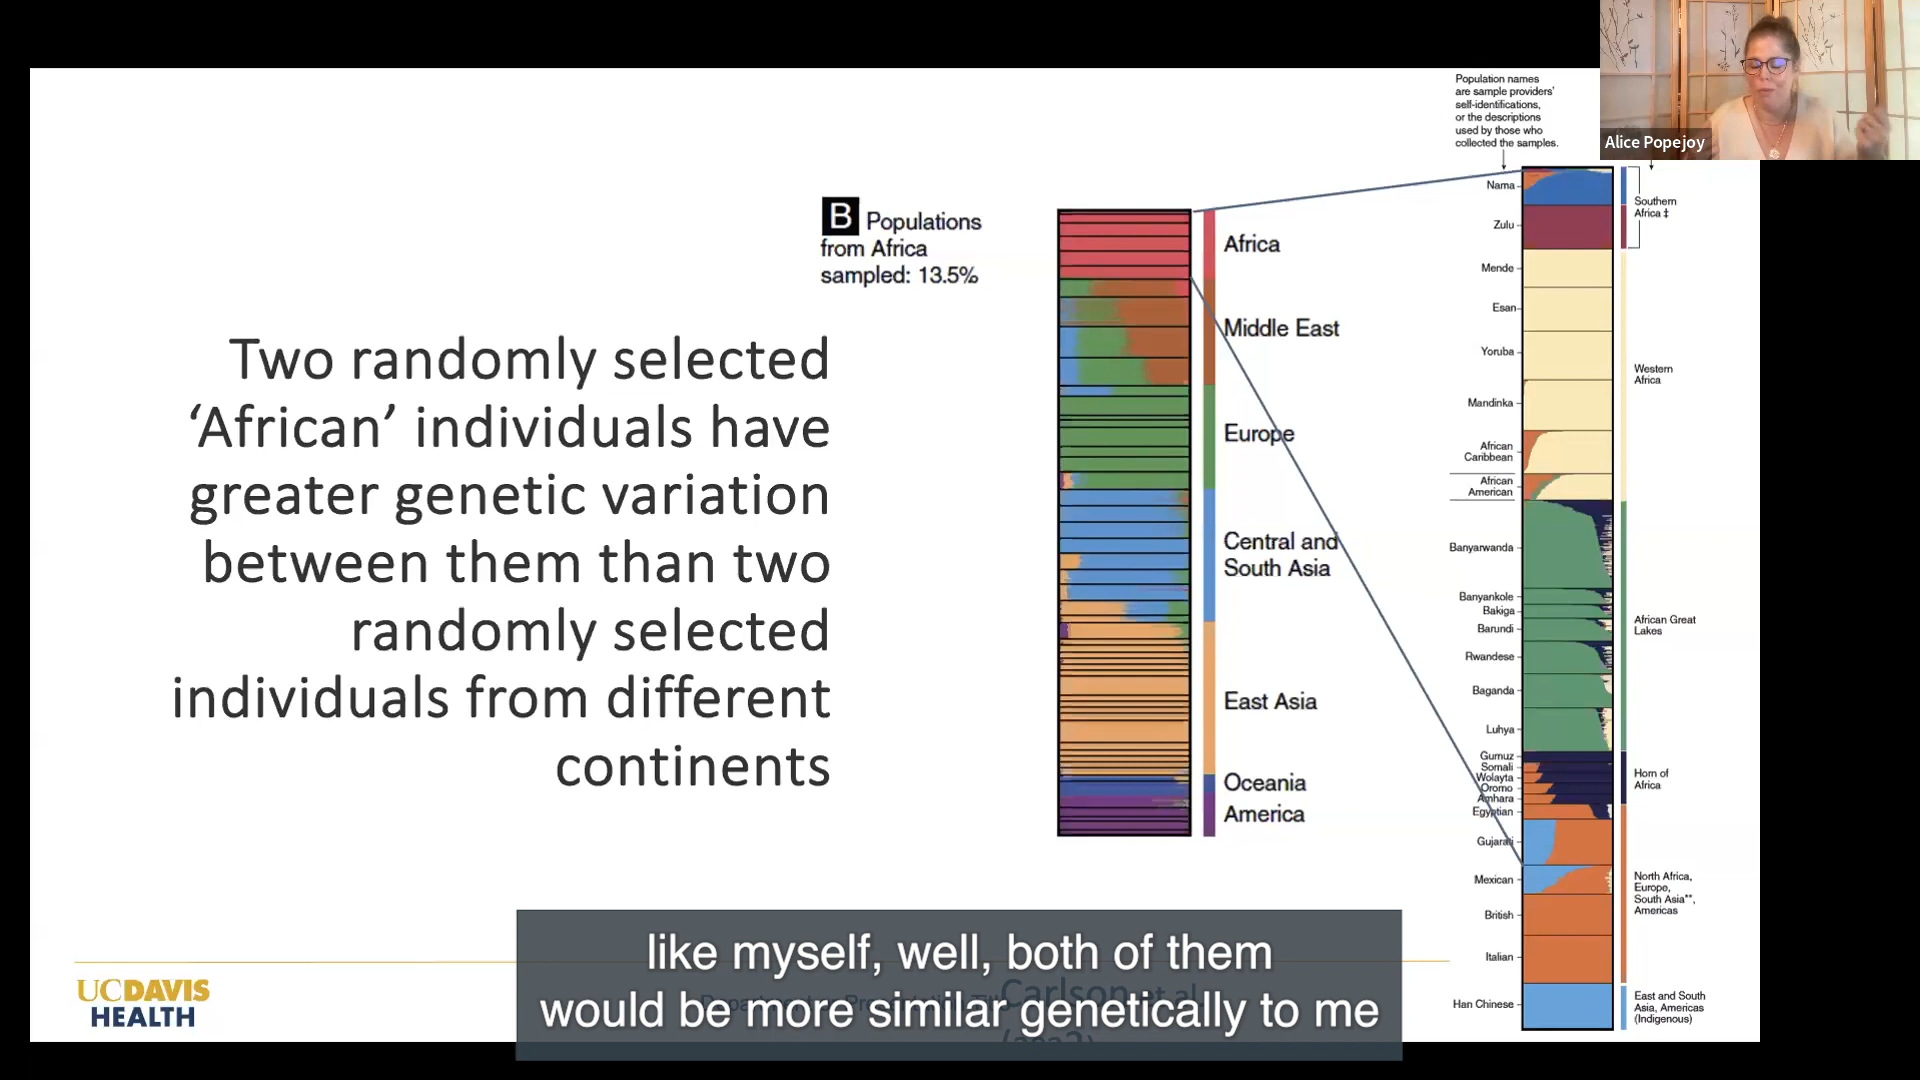 Alice Popejoy
Population names
are sample providers'
self-identifications,
or the descriptions
used by those who
collected the samples.
B Populations
from Africa
sampled: 13.5%
Two randomly selected
‘African’ individuals have
greater genetic variation
between them than two
randomly selected
individuals from different
continents
Africa
Middle East
Europe
Central and
South Asia
East Asia
Oceania
America
Nama
Zulu
Mende
Esan
Yoruba
Mandinka
African
Caribbean
African
American
Banyarwanda
Banyankole
Bakiga
Barundi
Rwandese
Baganda
Luhya
Gumuz
Somali
Wolayta
Oromo
Amhara
Egyptian
Gujarati
Mexican
British
Italian
Han Chinese
Southern
Africa ‡
Western
Africa
African Great
Lakes
Horn of
Africa
North Africa,
Europe,
South Asia**,
Americas
East and South
Asia, Americas
(Indigenous)
UCDAVIS
HEALTH
Carlson et al
like myself, well, both of them
would be more similar genetically to me